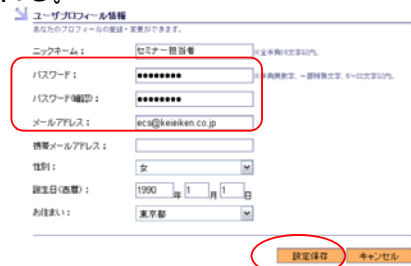 ユーザプロフィール情報
あなたのプロフィールの登録・変更ができます。
ニックネーム： セミナー担当者 ※全半角16文字以内。
パスワード： ●●●●●●●● 半角英数字、一部特殊文字、6～22文字以内。
パスワード(確認)： ●●●●●●●●
メールアドレス： ecs@keieiken.co.jp
携帯メールアドレス：
性別： 女
誕生日(西暦)： 1990 年 1 月 1 日
お住まい： 東京都
設定保存 キャンセル